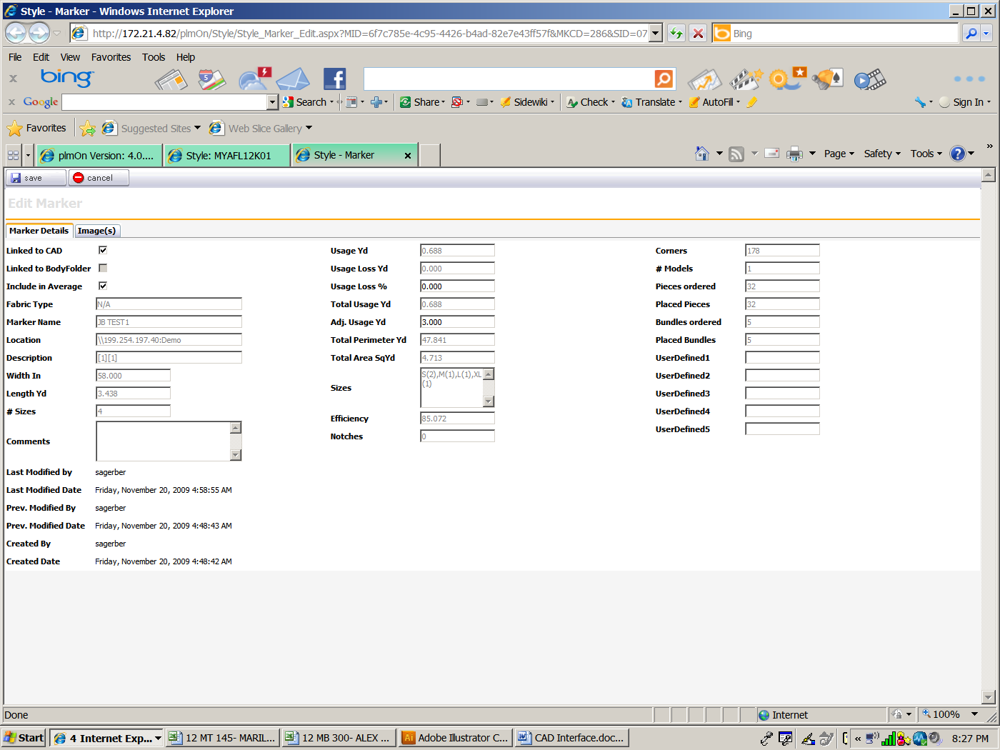 Style - Marker - Windows Internet Explorer
http://172.21.4.82/plmOn/Style/Style_Marker_Edit.aspx?MID=6f7c785e-4c95-4426-b4ad-82e7e43ff57f&MKCD=286&SID=07 Bing
File Edit View Favorites Tools Help
x bing
x Google Search Share Sidewiki Check Translate AutoFill Sign In
Favorites Suggested Sites Web Slice Gallery
plmOn Version: 4.0.... Style: MYAFL12K01 Style - Marker x Page Safety Tools »
save cancel
Edit Marker
Marker Details Image(s)
Linked to CAD Usage Yd 0.688 Corners 178
Linked to BodyFolder Usage Loss Yd 0.000 # Models 1
Include in Average Usage Loss % 0.000 Pieces ordered 32
Fabric Type N/A Total Usage Yd 0.688 Placed Pieces 32
Marker Name JB TEST1 Adj. Usage Yd 3.000 Bundles ordered 5
Location \\199.254.197.40:Demo Total Perimeter Yd 47.841 Placed Bundles 5
Description [1][1] Total Area SqYd 4.713 UserDefined1
Width In 58.000 Sizes S(2),M(1),L(1),XL UserDefined2
(1)
Length Yd 3.438 UserDefined3
# Sizes 4 Efficiency 85.072 UserDefined4
Comments Notches 0 UserDefined5
Last Modified by sagerber
Last Modified Date Friday, November 20, 2009 4:58:55 AM
Prev. Modified By sagerber
Prev. Modified Date Friday, November 20, 2009 4:48:43 AM
Created By sagerber
Created Date Friday, November 20, 2009 4:48:42 AM
Done Internet 100%
Start 4 Internet Exp... 12 MT 145- MARIL... 12 MB 300- ALEX ... Adobe Illustrator C... CAD Interface.doc... « 8:27 PM